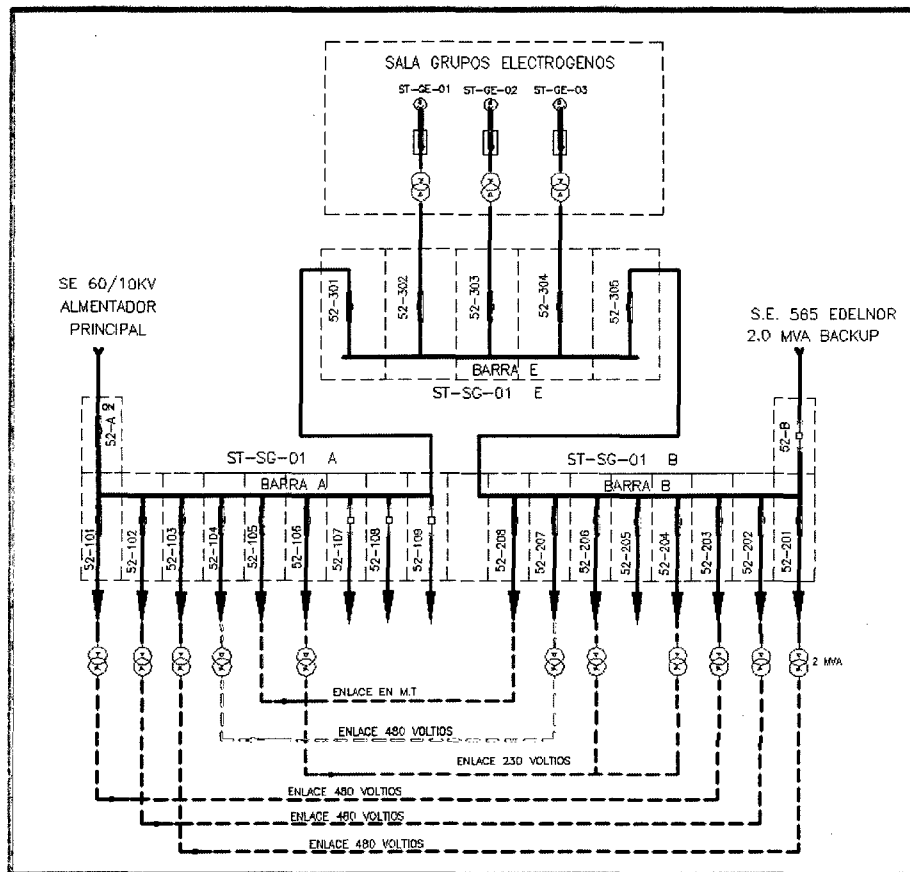 SALA GRUPOS ELECTROGENOS
ST-GE-01 ST-GE-02 ST-GE-03
52-301
52-302
52-303
52-304
52-305
BARRA E
ST-SG-01 E
SE 60/10KV
ALMENTADOR
PRINCIPAL
S.E. 565 EDELNOR
2.0 MVA BACKUP
52-A
52-B
ST-SG-01 A
ST-SG-01 B
BARRA A
BARRA B
52-101
52-102
52-103
52-104
52-105
52-106
52-107
52-108
52-109
52-208
52-207
52-206
52-205
52-204
52-203
52-202
52-201
2 MVA
ENLACE EN M.T
ENLACE 480 VOLTIOS
ENLACE 230 VOLTIOS
ENLACE 480 VOLTIOS
ENLACE 480 VOLTIOS
ENLACE 480 VOLTIOS